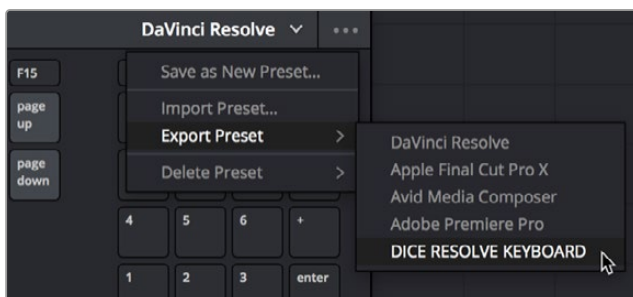 DaVinci Resolve
F15
Save as New Preset...
page
up
Import Preset...
Export Preset
DaVinci Resolve
page
down
Delete Preset
Apple Final Cut Pro X
Avid Media Composer
4 5 6 +
Adobe Premiere Pro
DICE RESOLVE KEYBOARD
1 2 3 enter